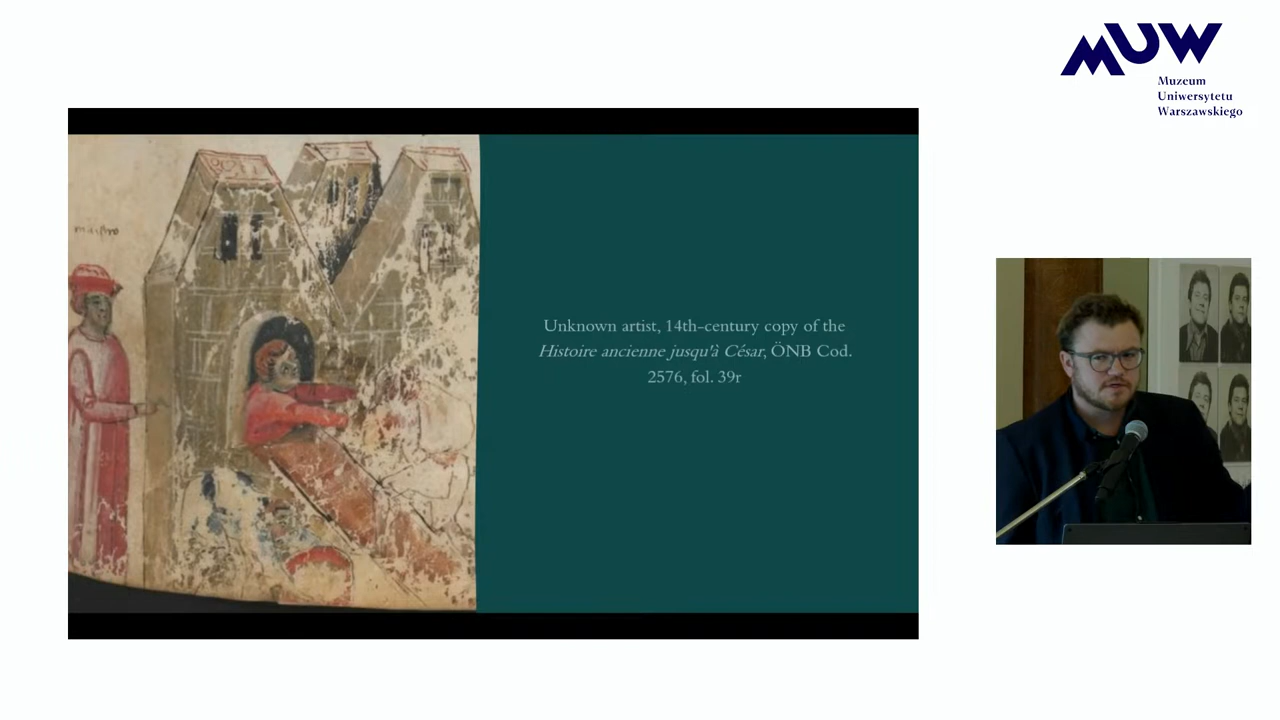 MUW
Muzeum
Uniwersytetu
Warszawskiego
Unknown artist, 14th-century copy of the
Histoire ancienne jusqu'à César, ÖNB Cod.
2576, fol. 39r